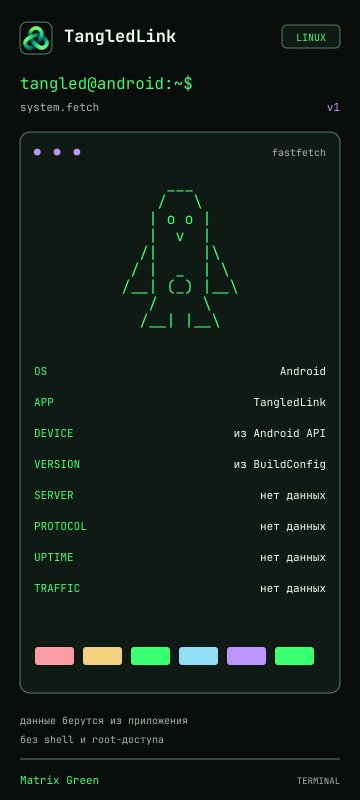 TangledLink LINUX
tangled@android:~$
system.fetch v1
fastfetch
OS Android
APP TangledLink
DEVICE из Android API
VERSION из BuildConfig
SERVER нет данных
PROTOCOL нет данных
UPTIME нет данных
TRAFFIC нет данных
данные берутся из приложения
без shell и root-доступа
Matrix Green TERMINAL